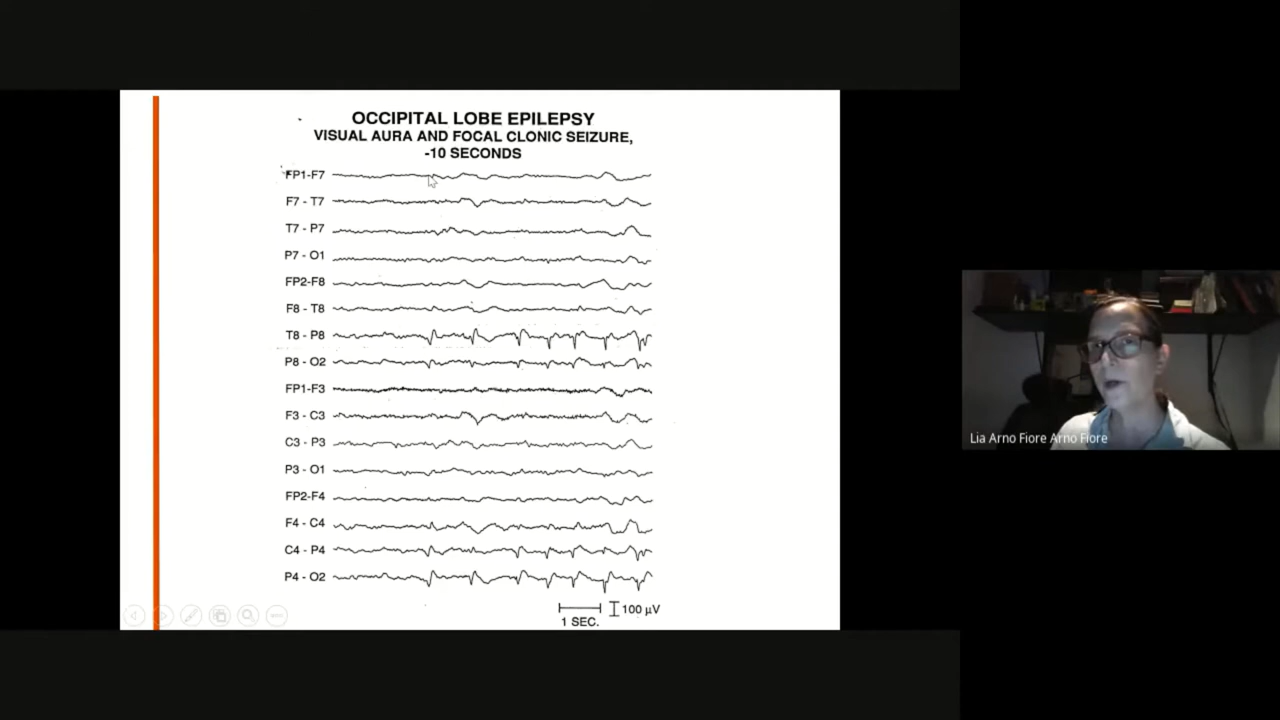 OCCIPITAL LOBE EPILEPSY
VISUAL AURA AND FOCAL CLONIC SEIZURE,
-10 SECONDS
FP1-F7
F7 - T7
T7 - P7
P7 - O1
FP2-F8
F8 - T8
T8 - P8
P8 - O2
FP1-F3
F3 - C3
C3 - P3
P3 - O1
FP2-F4
F4 - C4
C4 - P4
P4 - O2
100 µV
1 SEC.
Lia Arno Fiore Arno Fiore